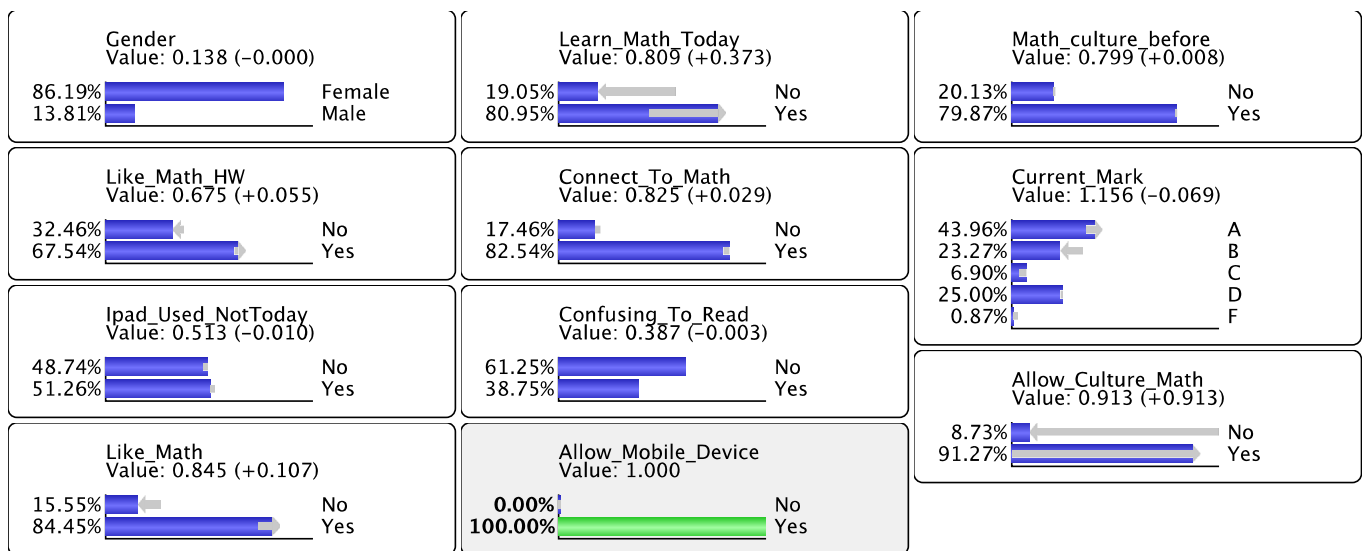 Gender
Value: 0.138 (−0.000)
86.19% Female
13.81% Male
Like_Math_HW
Value: 0.675 (+0.055)
32.46% No
67.54% Yes
Ipad_Used_NotToday
Value: 0.513 (−0.010)
48.74% No
51.26% Yes
Like_Math
Value: 0.845 (+0.107)
15.55% No
84.45% Yes
Learn_Math_Today
Value: 0.809 (+0.373)
19.05% No
80.95% Yes
Connect_To_Math
Value: 0.825 (+0.029)
17.46% No
82.54% Yes
Confusing_To_Read
Value: 0.387 (−0.003)
61.25% No
38.75% Yes
Allow_Mobile_Device
Value: 1.000
0.00% No
100.00% Yes
Math_culture_before
Value: 0.799 (+0.008)
20.13% No
79.87% Yes
Current_Mark
Value: 1.156 (−0.069)
43.96% A
23.27% B
6.90% C
25.00% D
0.87% F
Allow_Culture_Math
Value: 0.913 (+0.913)
8.73% No
91.27% Yes